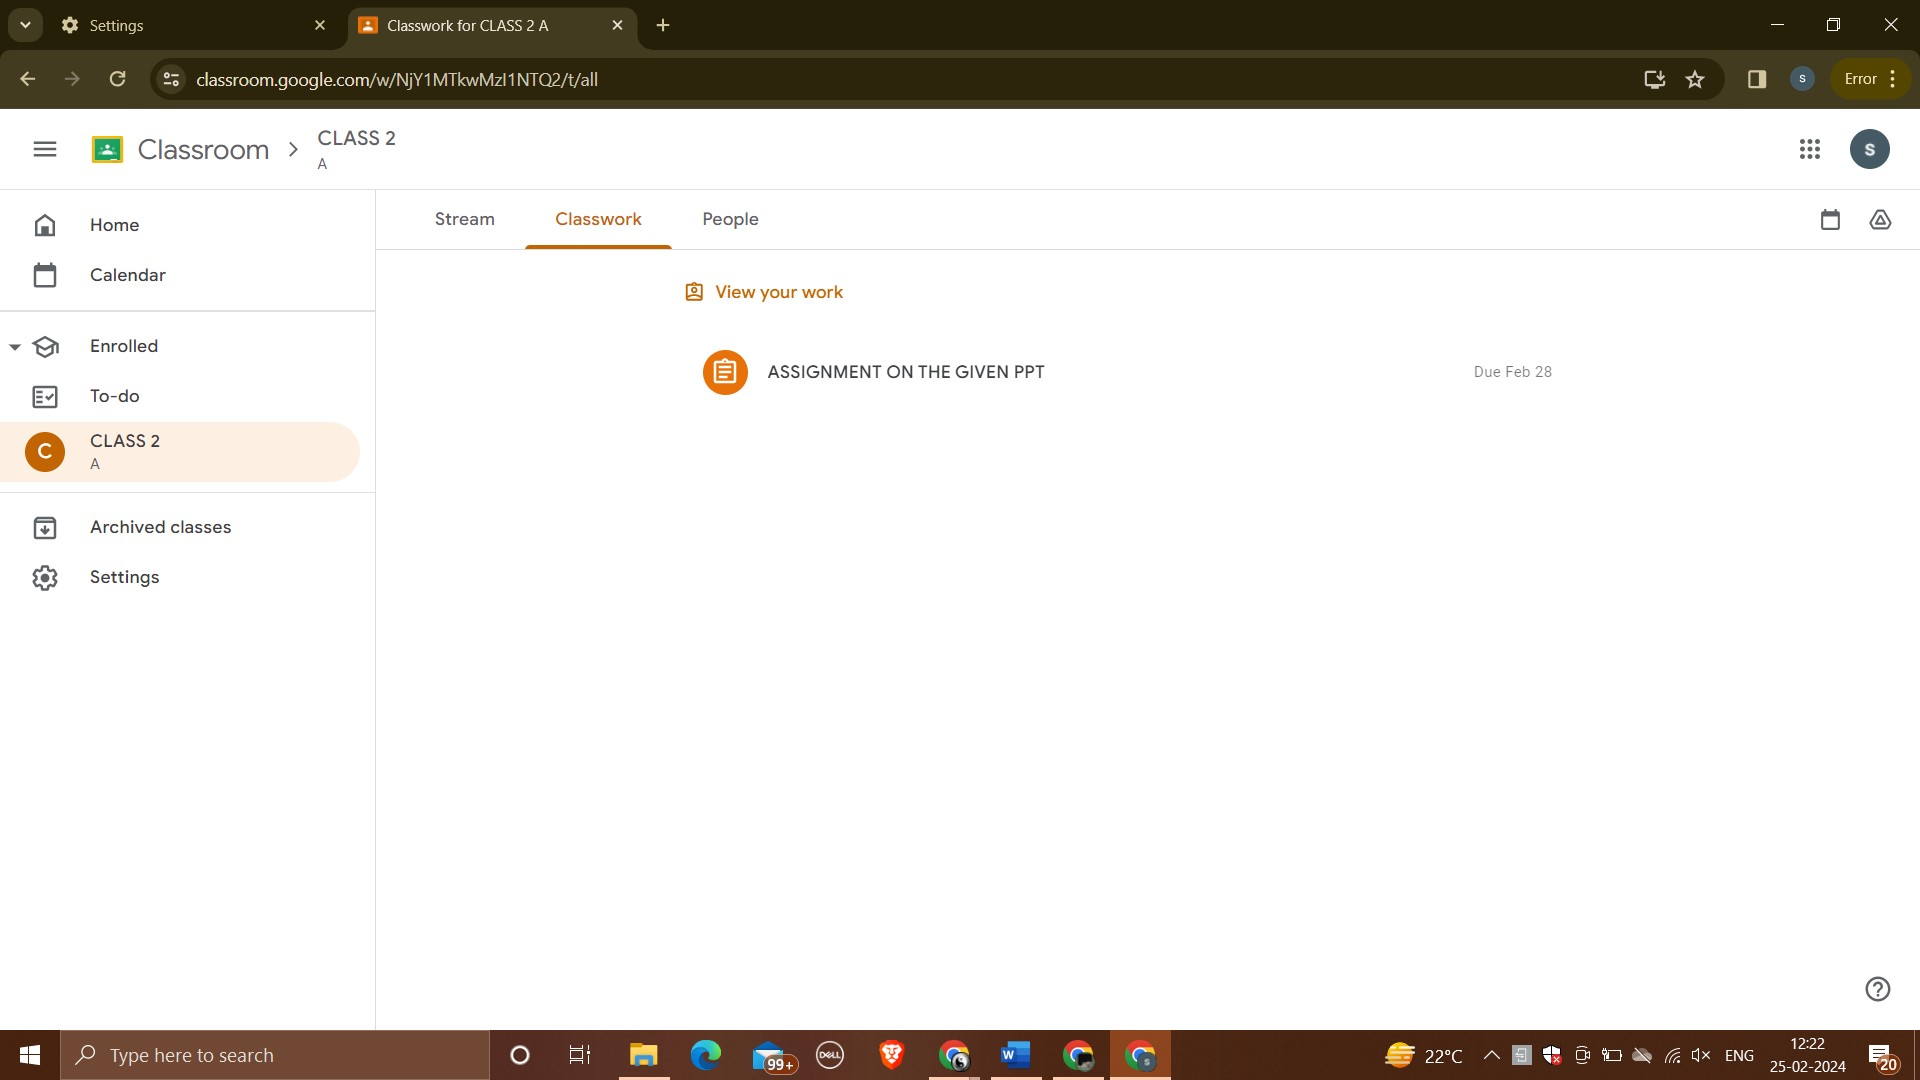 Settings
Classwork for CLASS 2 A
classroom.google.com/w/NjY1MTkwMzI1NTQ2/t/all
S
Error
Classroom
CLASS 2
A
S
Home
Calendar
Enrolled
To-do
C
CLASS 2
A
Archived classes
Settings
Stream
Classwork
People
View your work
ASSIGNMENT ON THE GIVEN PPT
Due Feb 28
Type here to search
99+
DELL
W
S
22°C
ENG
12:22
25-02-2024
20